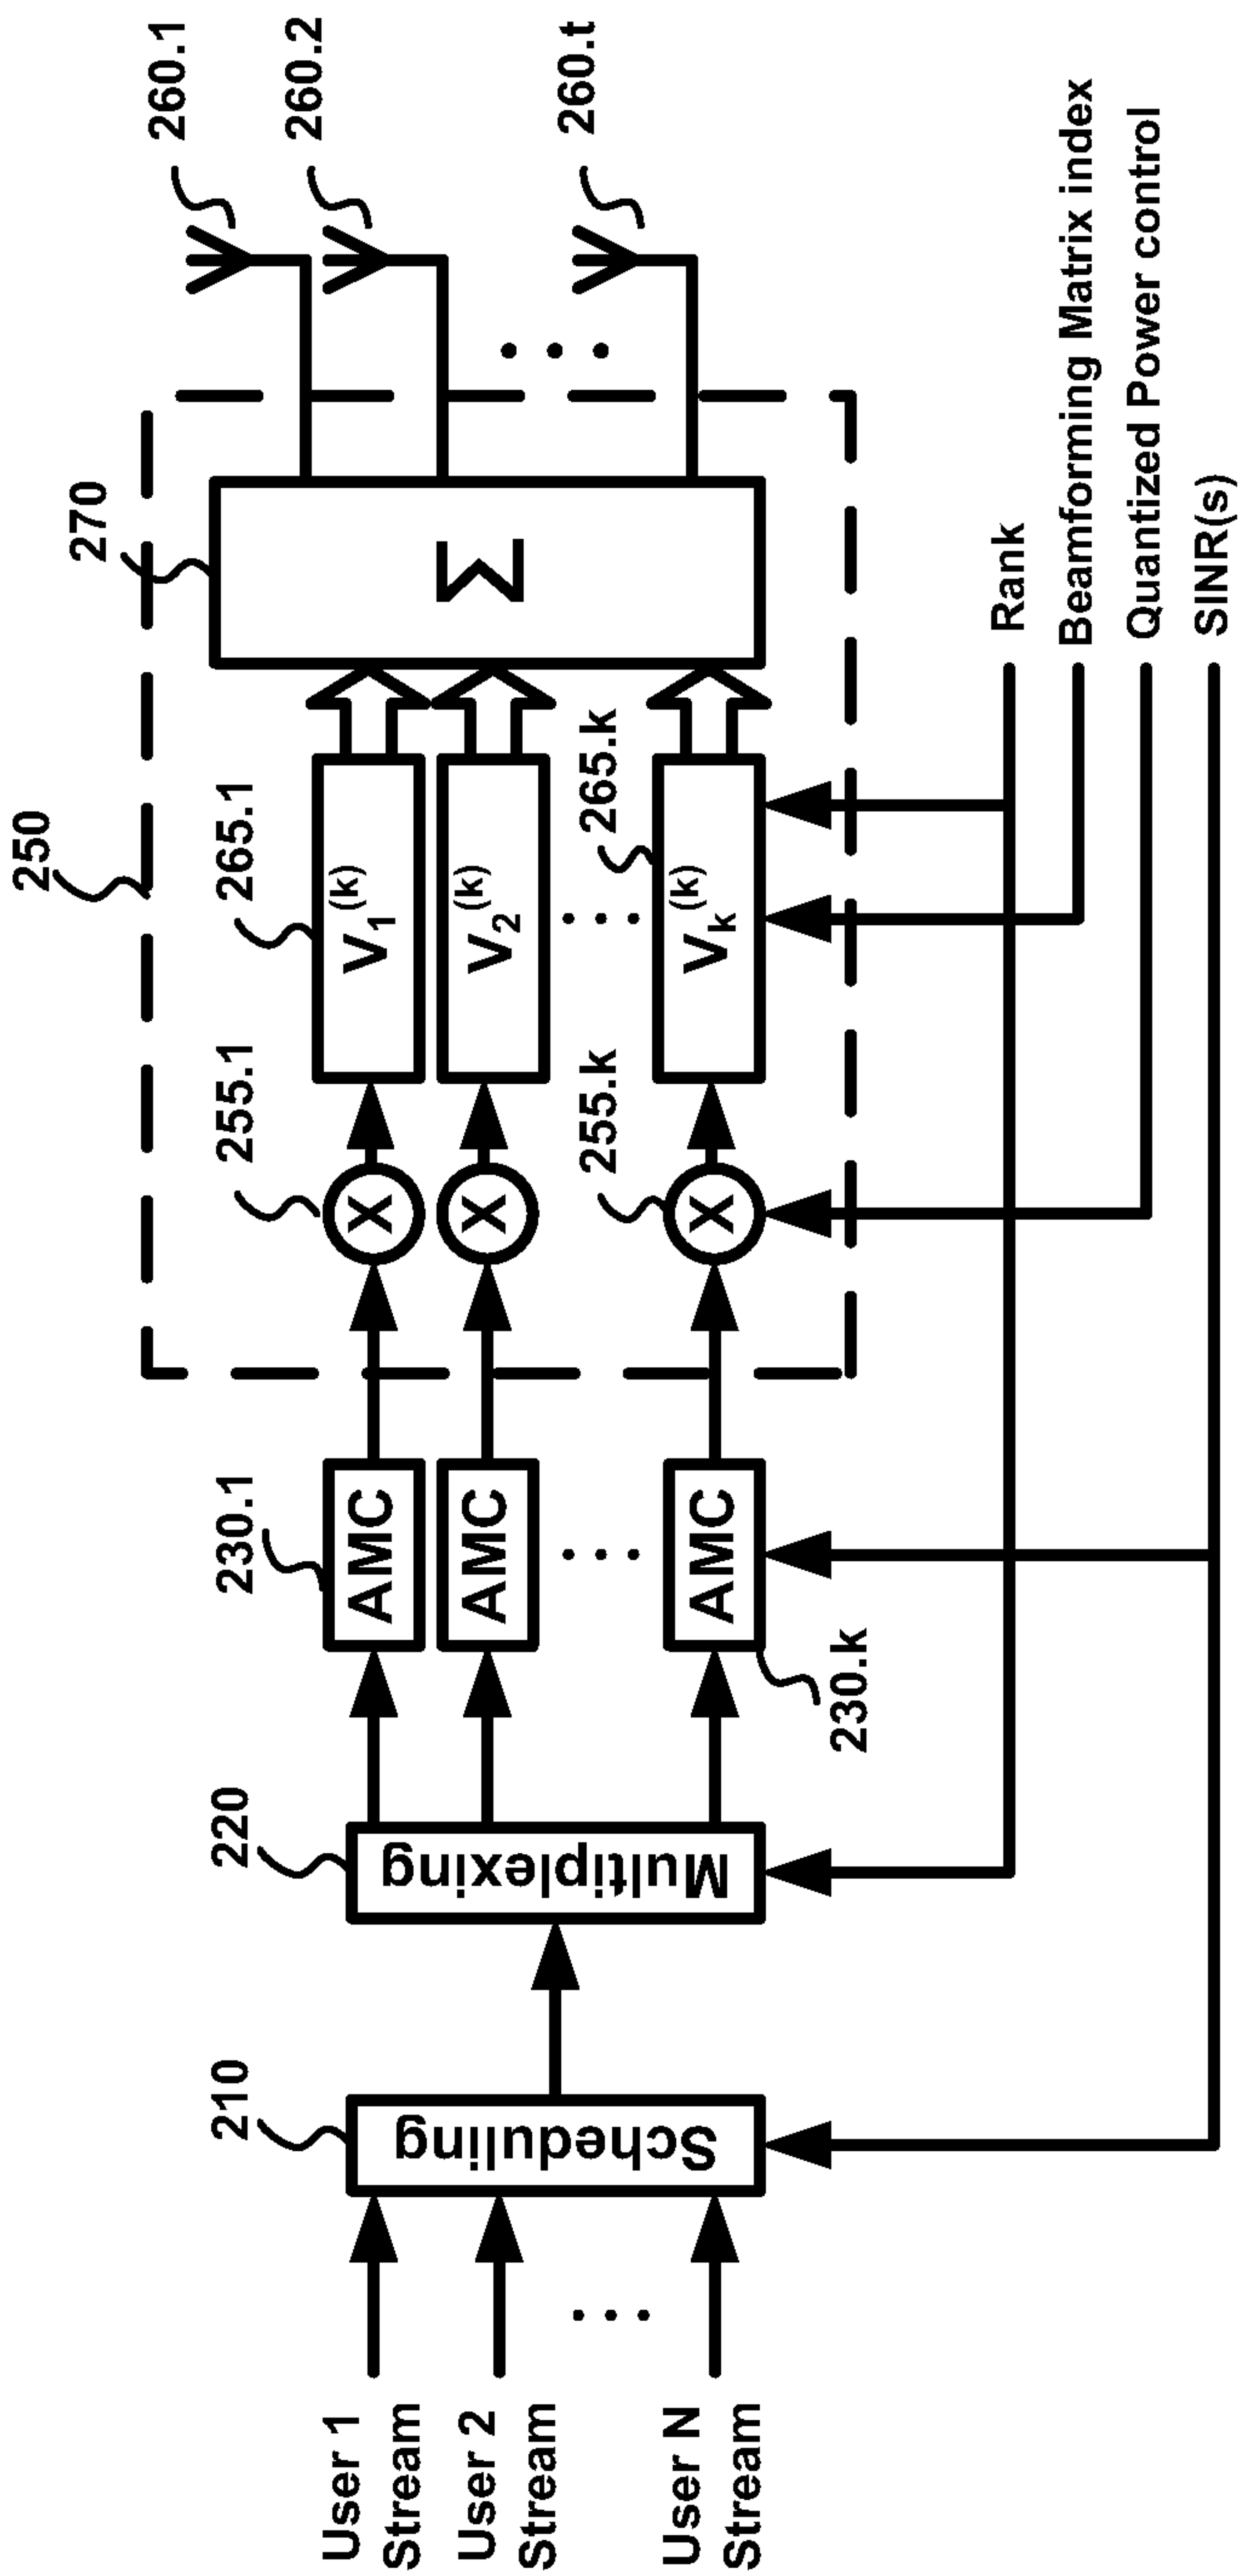 250
270
260.1
260.2
260.t
210
220
230.1
255.1
265.1
User 1
Stream
User 2
Stream
User N
Stream
Scheduling
Multiplexing
AMC
AMC
AMC
X
X
X
V1(k)
V2(k)
Vk(k)
Σ
...
...
...
...
255.k
265.k
230.k
Rank
Beamforming Matrix index
Quantized Power control
SINR(s)